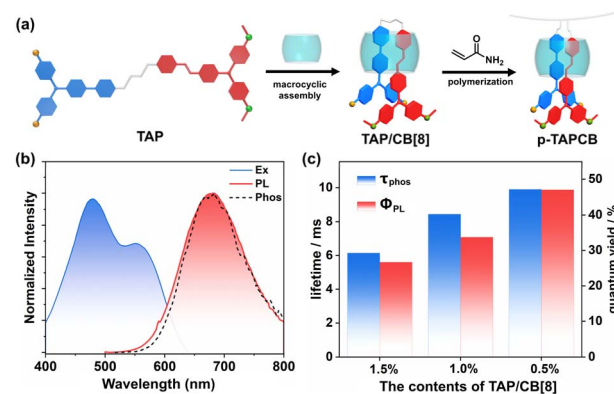 (a)
NH₂
O
macrocyclic
assembly
polymerization
TAP
TAP/CB[8]
p-TAPCB
(b)
Ex
PL
Phos
Normalized Intensity
400
500
600
700
800
Wavelength (nm)
(c)
τphos
ΦPL
lifetime / ms
10
8
6
4
2
0
50
40
30
20
10
0
quantum yield / %
1.5%
1.0%
0.5%
The contents of TAP/CB[8]